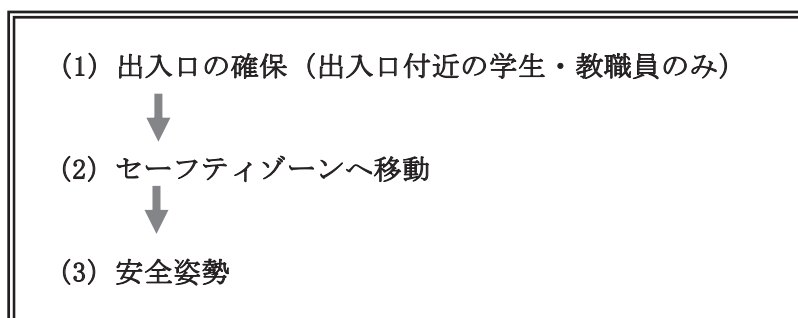 (1) 出入口の確保（出入口付近の学生・教職員のみ）
(2) セーフティゾーンへ移動
(3) 安全姿勢